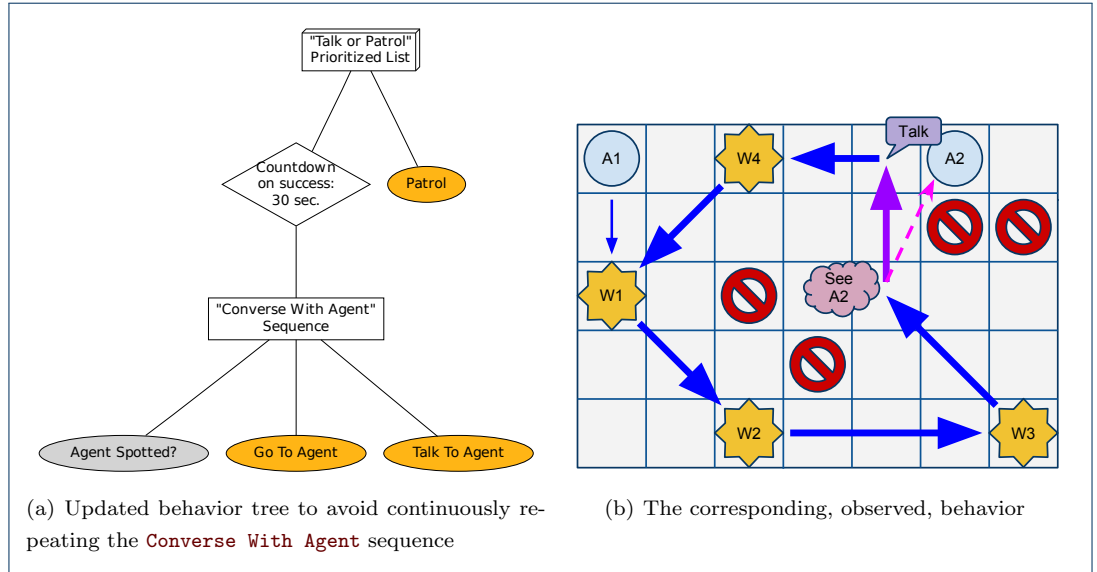 "Talk or Patrol"
Prioritized List
Countdown
on success:
30 sec.
Patrol
"Converse With Agent"
Sequence
Agent Spotted?
Go To Agent
Talk To Agent
(a) Updated behavior tree to avoid continuously re-
peating the Converse With Agent sequence
A1
W4
Talk
A2
W1
See
A2
W2
W3
(b) The corresponding, observed, behavior